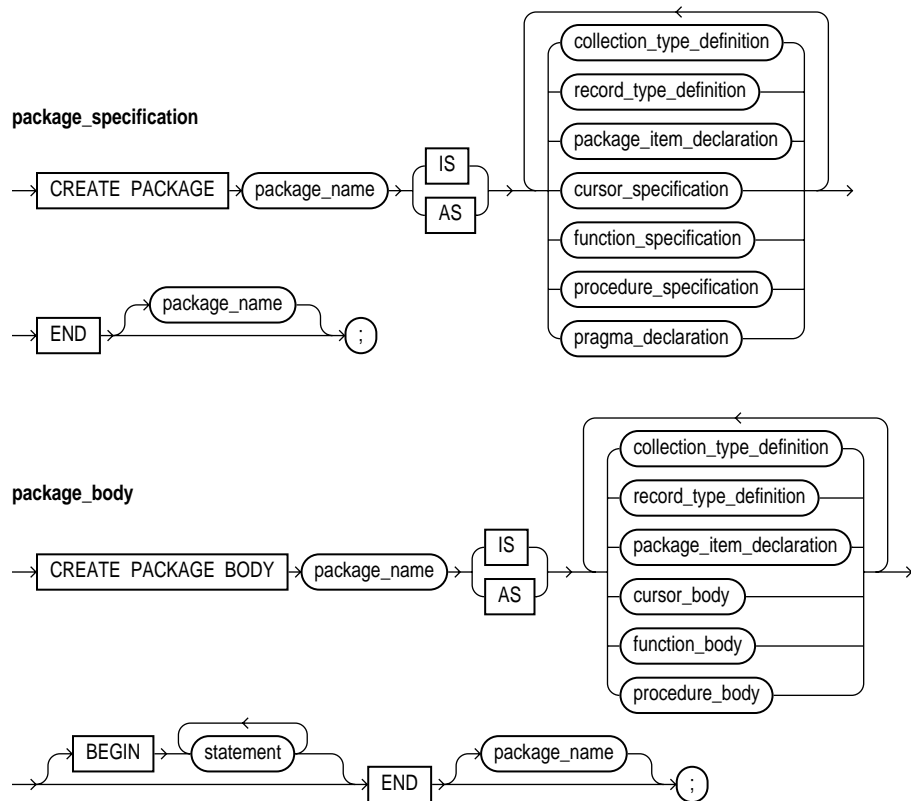 package_specification
CREATE PACKAGE package_name IS
AS
collection_type_definition
record_type_definition
package_item_declaration
cursor_specification
function_specification
procedure_specification
pragma_declaration
END package_name ;
package_body
CREATE PACKAGE BODY package_name IS
AS
collection_type_definition
record_type_definition
package_item_declaration
cursor_body
function_body
procedure_body
BEGIN statement END package_name ;